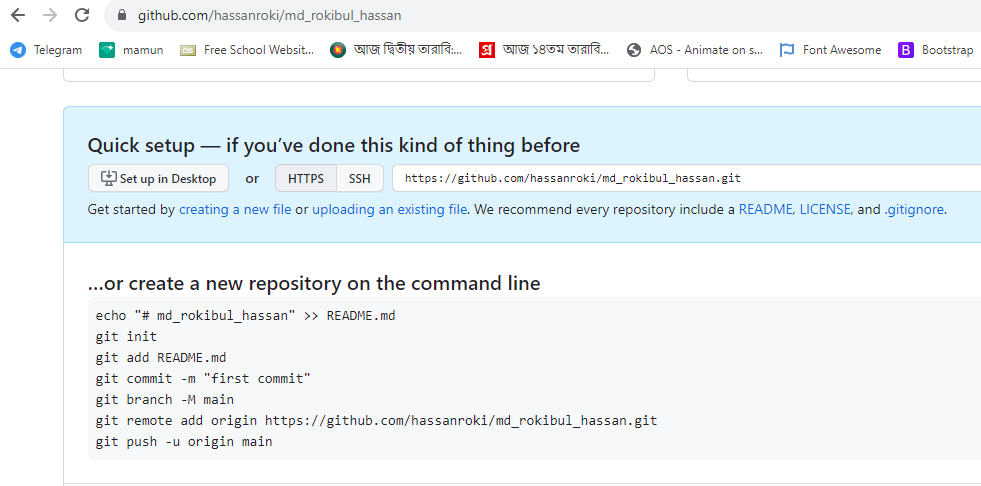 github.com/hassanroki/md_rokibul_hassan
Telegram mamun CSS Free School Websit... আজ দ্বিতীয় তারাবি:... প্র আজ ১৪তম তারাবি... AOS - Animate on s... Font Awesome B Bootstrap
Quick setup — if you’ve done this kind of thing before
Set up in Desktop or HTTPS SSH https://github.com/hassanroki/md_rokibul_hassan.git
Get started by creating a new file or uploading an existing file. We recommend every repository include a README, LICENSE, and .gitignore.
…or create a new repository on the command line
echo "# md_rokibul_hassan" >> README.md
git init
git add README.md
git commit -m "first commit"
git branch -M main
git remote add origin https://github.com/hassanroki/md_rokibul_hassan.git
git push -u origin main